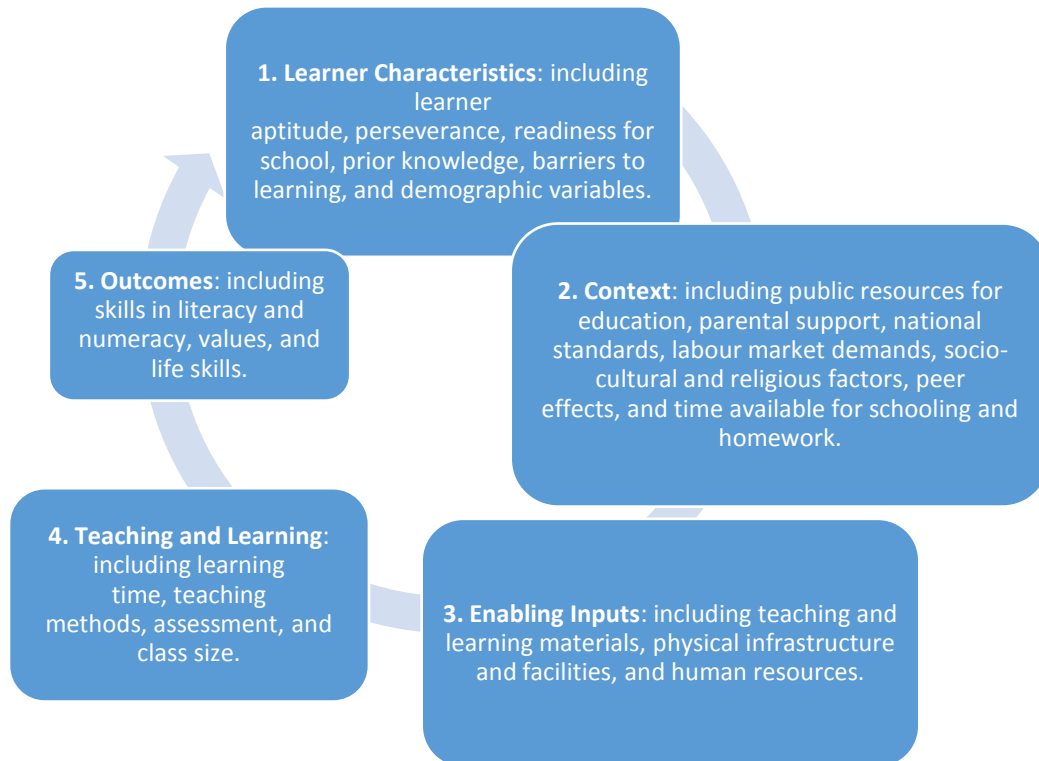 1. Learner Characteristics: including
learner
aptitude, perseverance, readiness for
school, prior knowledge, barriers to
learning, and demographic variables.
2. Context: including public resources for
education, parental support, national
standards, labour market demands, socio-
cultural and religious factors, peer
effects, and time available for schooling and
homework.
3. Enabling Inputs: including teaching and
learning materials, physical infrastructure
and facilities, and human resources.
4. Teaching and Learning:
including learning
time, teaching
methods, assessment, and
class size.
5. Outcomes: including
skills in literacy and
numeracy, values, and
life skills.